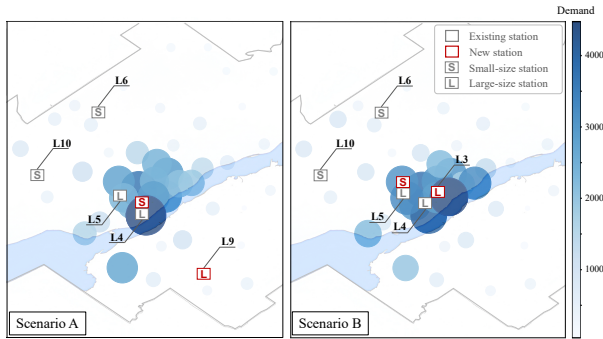 Demand
L6
S
L10
S
L
S
L
L5
L4
L9
L
Scenario A
Existing station
New station
S Small-size station
L Large-size station
L6
S
L10
S
L3
S
L
L
L
L5
L4
Scenario B
4000
3000
2000
1000